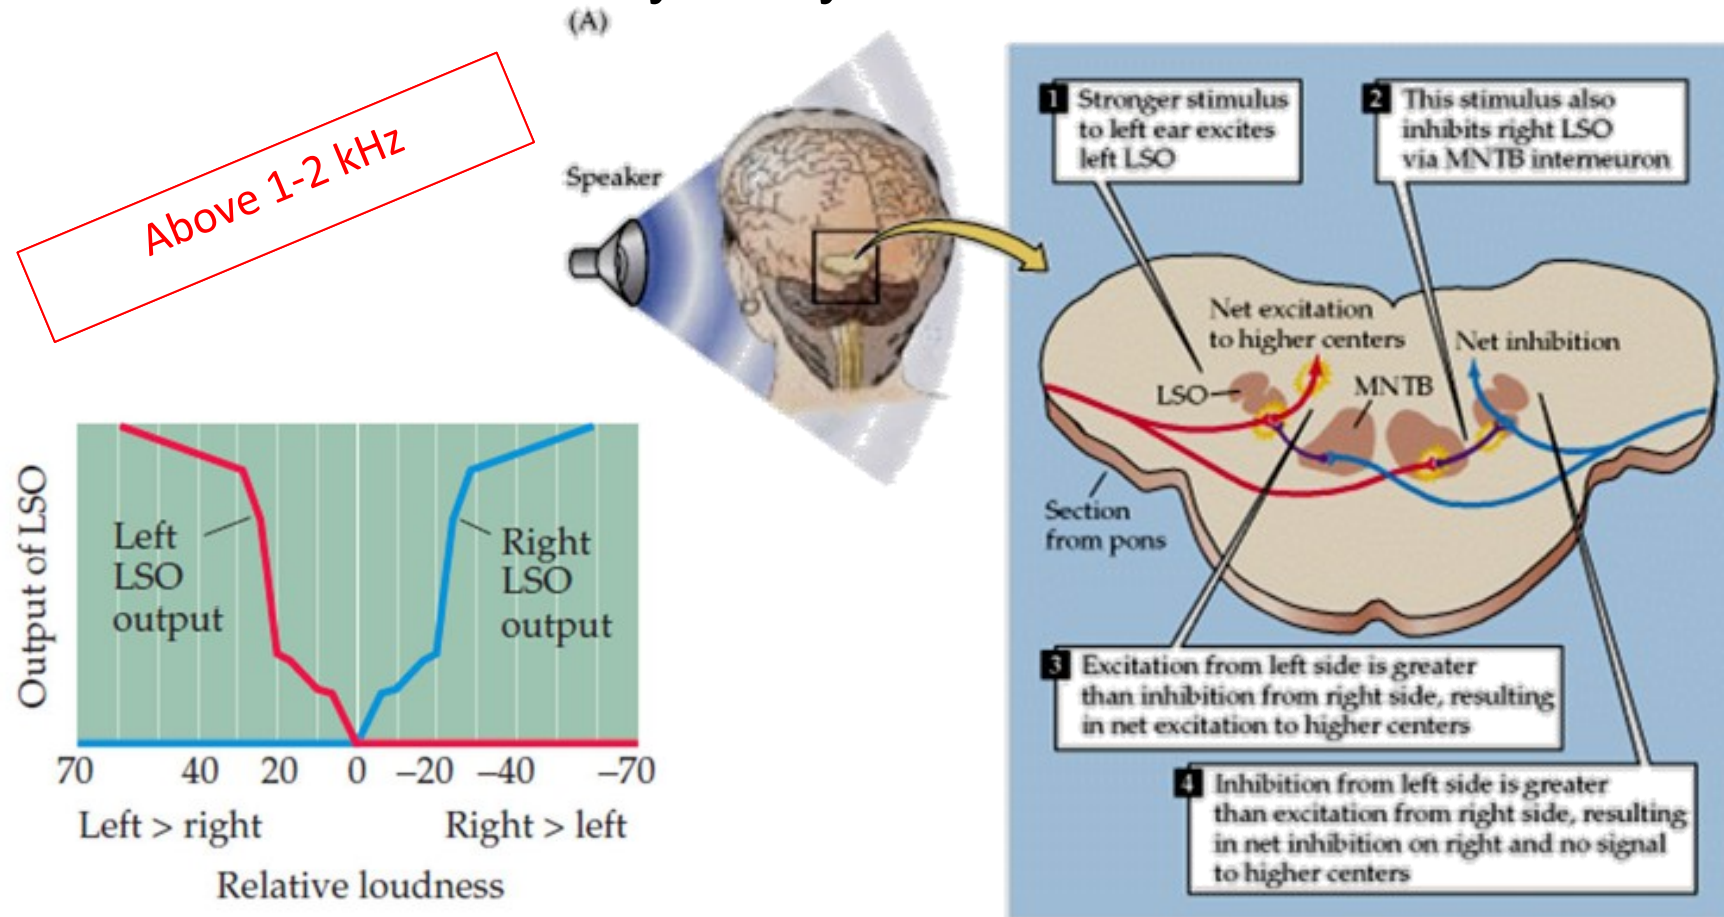 (A)
Above 1-2 kHz
Speaker
1 Stronger stimulus
to left ear excites
left LSO
2 This stimulus also
inhibits right LSO
via MNTB interneuron
Net excitation
to higher centers
Net inhibition
LSO
MNTB
Section
from pons
3 Excitation from left side is greater
than inhibition from right side, resulting
in net excitation to higher centers
4 Inhibition from left side is greater
than excitation from right side, resulting
in net inhibition on right and no signal
to higher centers
Output of LSO
Left
LSO
output
Right
LSO
output
70 40 20 0 –20 –40 –70
Left > right Right > left
Relative loudness